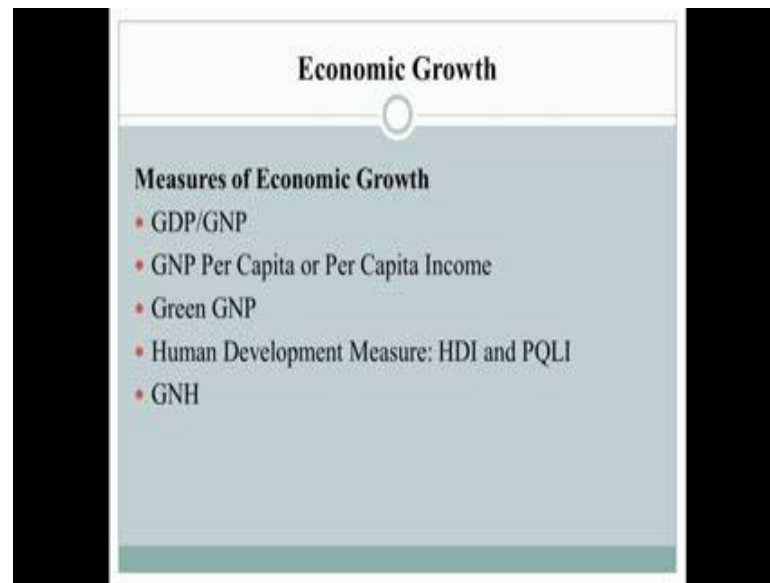 Economic Growth
Measures of Economic Growth
• GDP/GNP
• GNP Per Capita or Per Capita Income
• Green GNP
• Human Development Measure: HDI and PQLI
• GNH